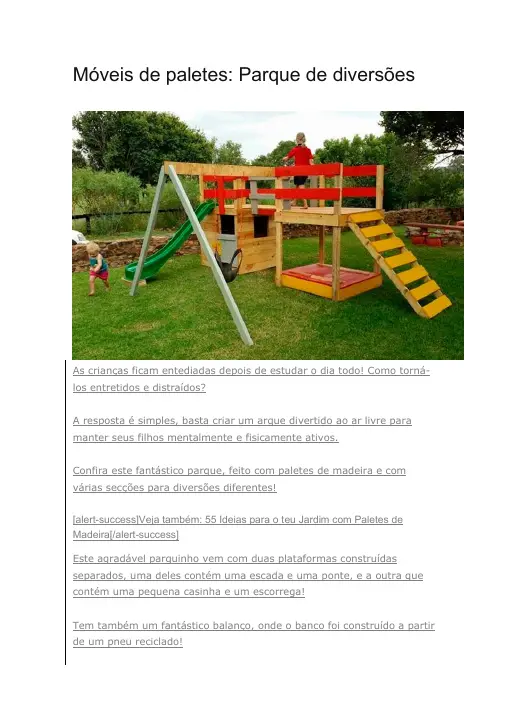 Móveis de paletes: Parque de diversões
As crianças ficam entediadas depois de estudar o dia todo! Como torná-
los entretidos e distraídos?
A resposta é simples, basta criar um arque divertido ao ar livre para
manter seus filhos mentalmente e fisicamente ativos.
Confira este fantástico parque, feito com paletes de madeira e com
várias secções para diversões diferentes!
[alert-success]Veja também: 55 Ideias para o teu Jardim com Paletes de
Madeira[/alert-success]
Este agradável parguinho vem com duas plataformas construídas
separados, uma deles contém uma escada e uma ponte, e a outra que
contém uma pequena casinha e um escorrega!
Tem também um fantástico balanço, onde o banco foi construído a partir
de um pneu reciclado!